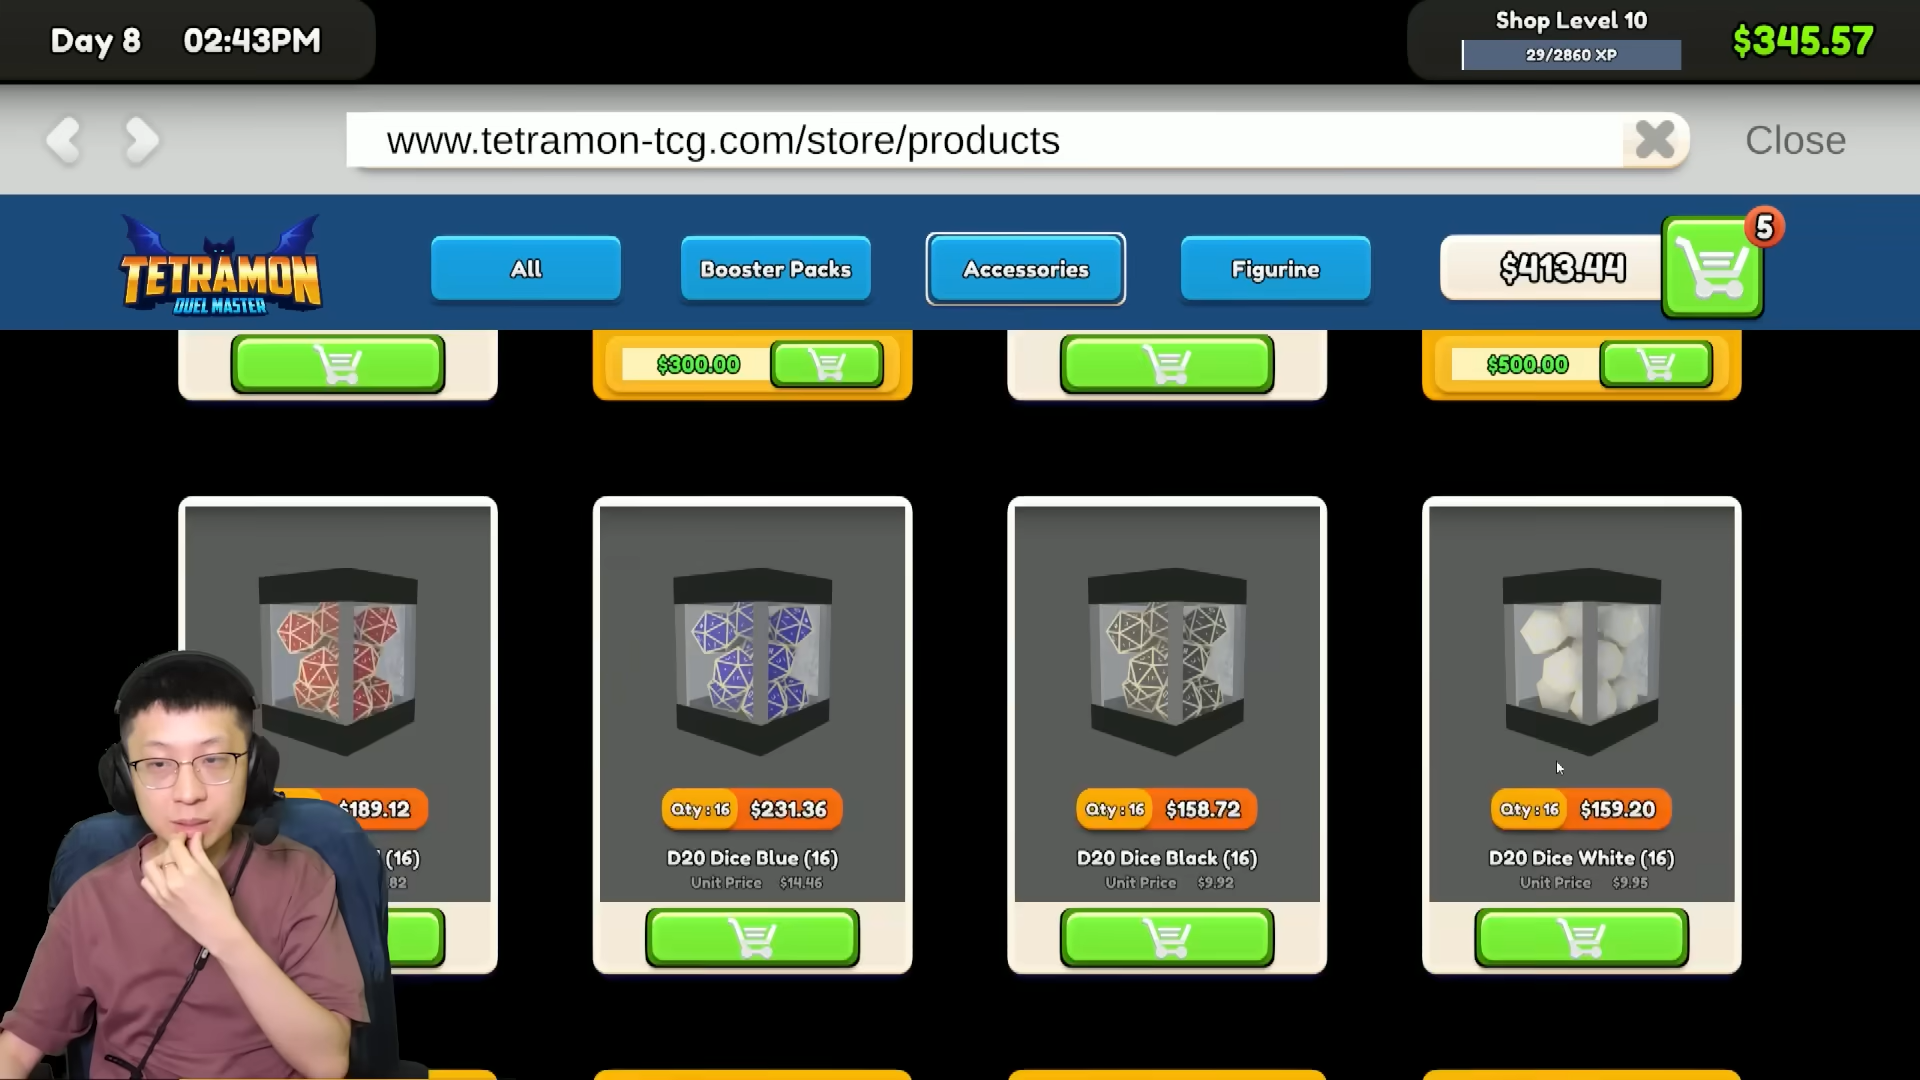 Day 8 02:43PM
Shop Level 10
29/2860 XP
$345.57
www.tetramon-tcg.com/store/products
Close
TETRAMON
DUEL MASTER
All
Booster Packs
Accessories
Figurine
$413.44
5
$300.00
$500.00
$189.12
(16)
82
Qty : 16 $231.36
D20 Dice Blue (16)
Unit Price $14.46
Qty : 16 $158.72
D20 Dice Black (16)
Unit Price $9.92
Qty : 16 $159.20
D20 Dice White (16)
Unit Price $9.95